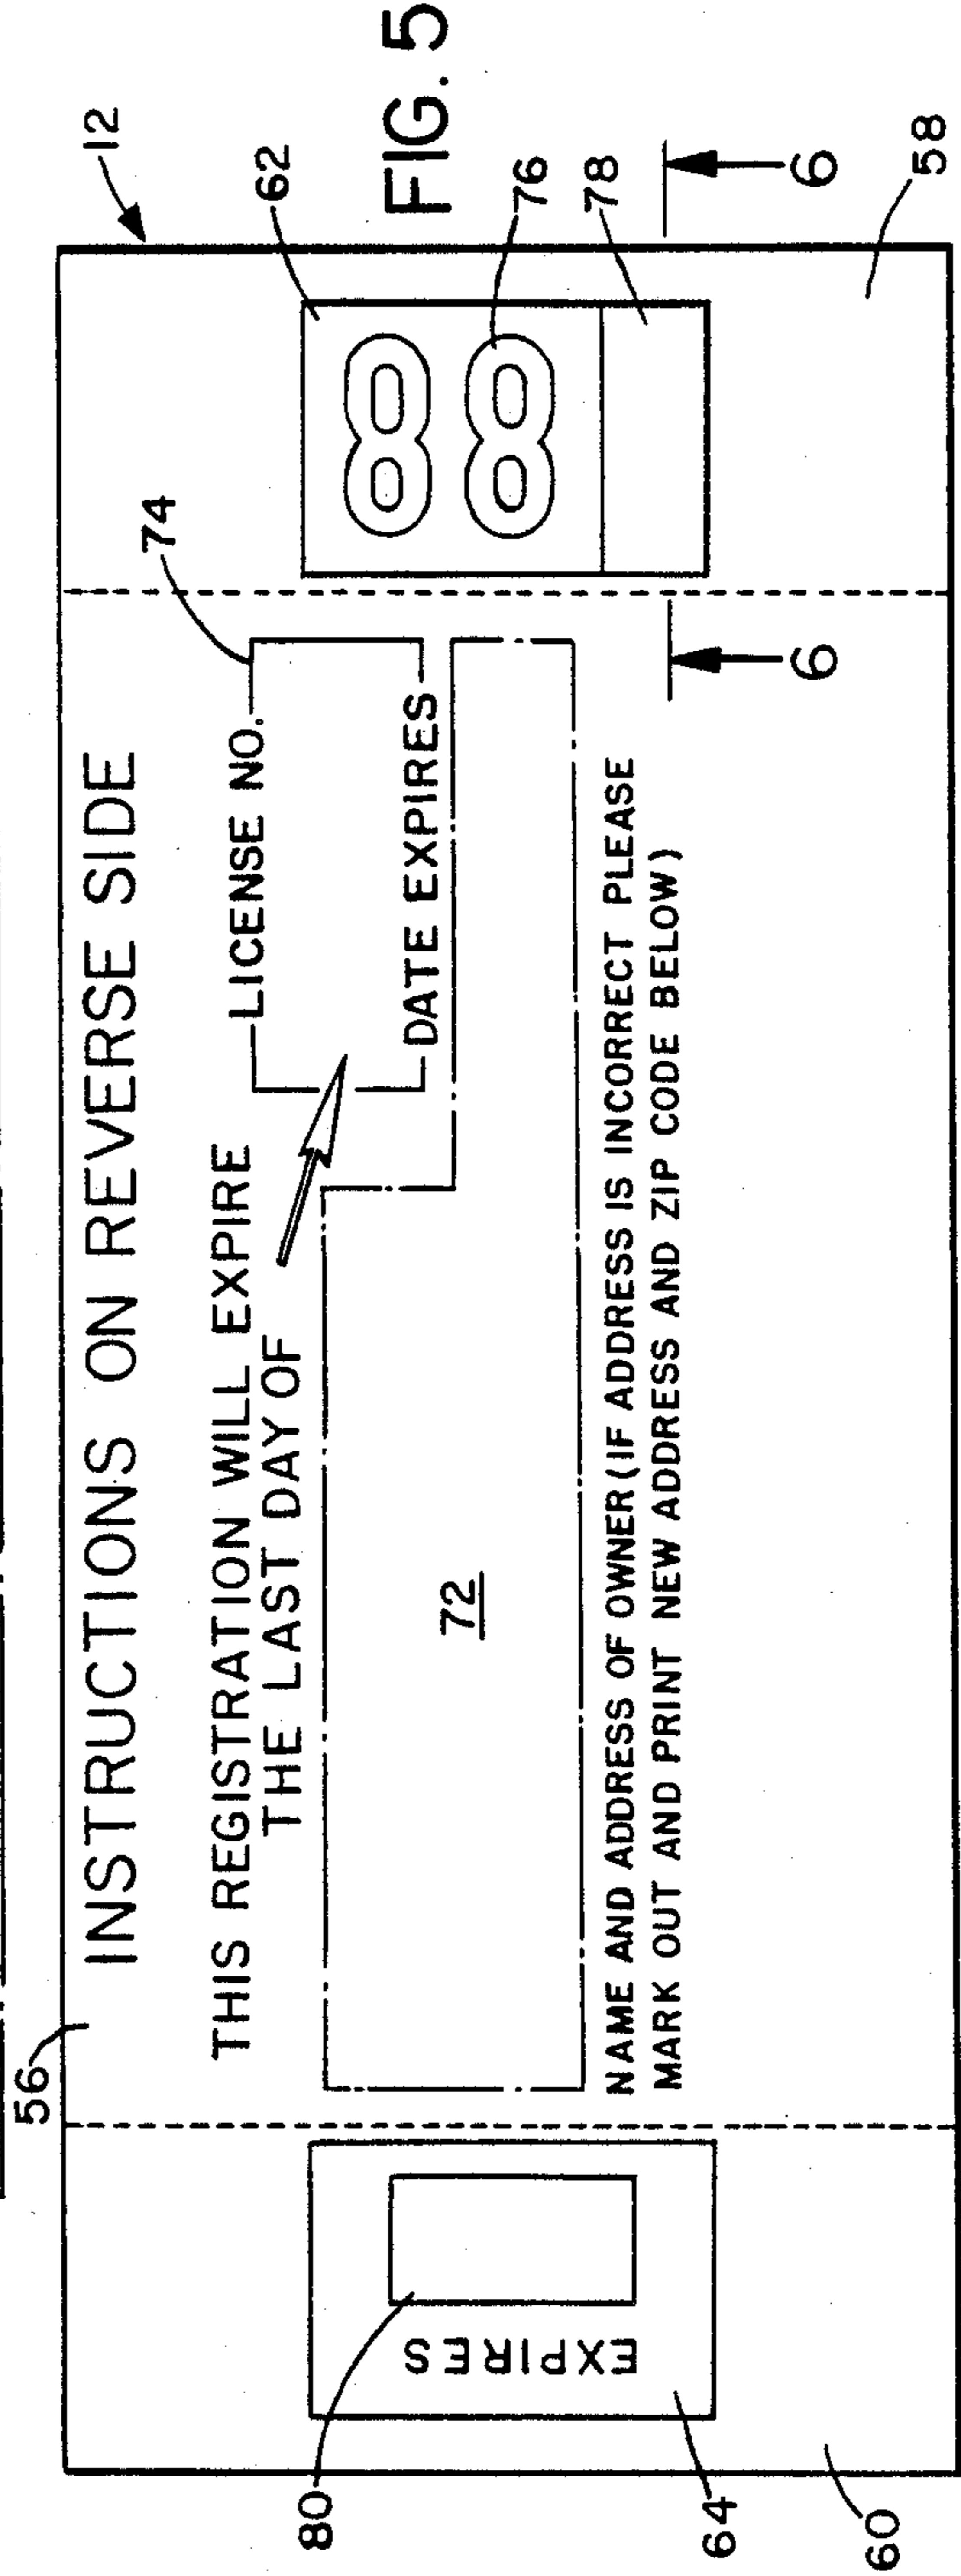 FIG. 5
12
56
INSTRUCTIONS ON REVERSE SIDE
74
62
THIS REGISTRATION WILL EXPIRE
THE LAST DAY OF
LICENSE NO.
DATE EXPIRES
80
EXPIRES
72
88
76
78
NAME AND ADDRESS OF OWNER (IF ADDRESS IS INCORRECT PLEASE
MARK OUT AND PRINT NEW ADDRESS AND ZIP CODE BELOW)
6
6
64
60
58